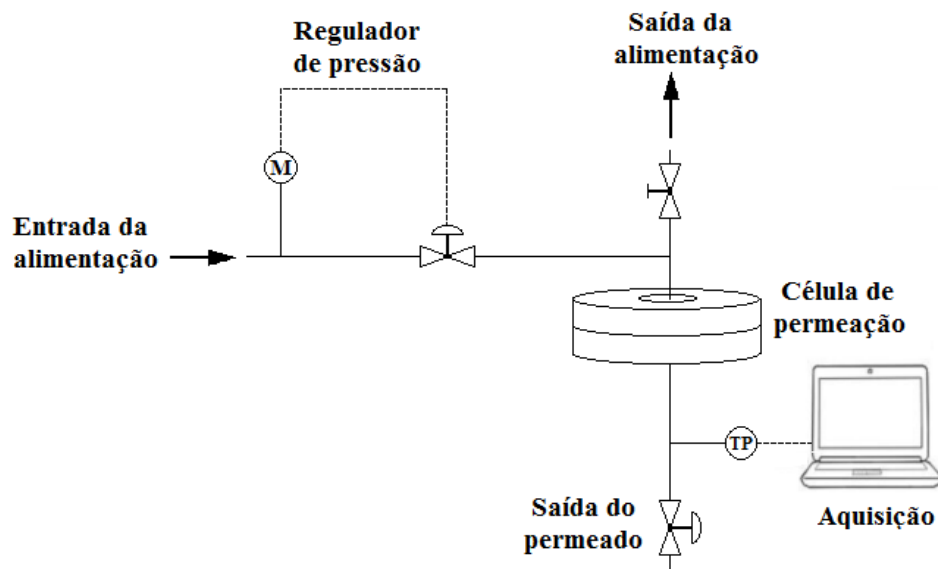 Regulador
de pressão
Saída da
alimentação
M
Entrada da
alimentação
Célula de
permeação
TP
Saída do
permeado
Aquisição